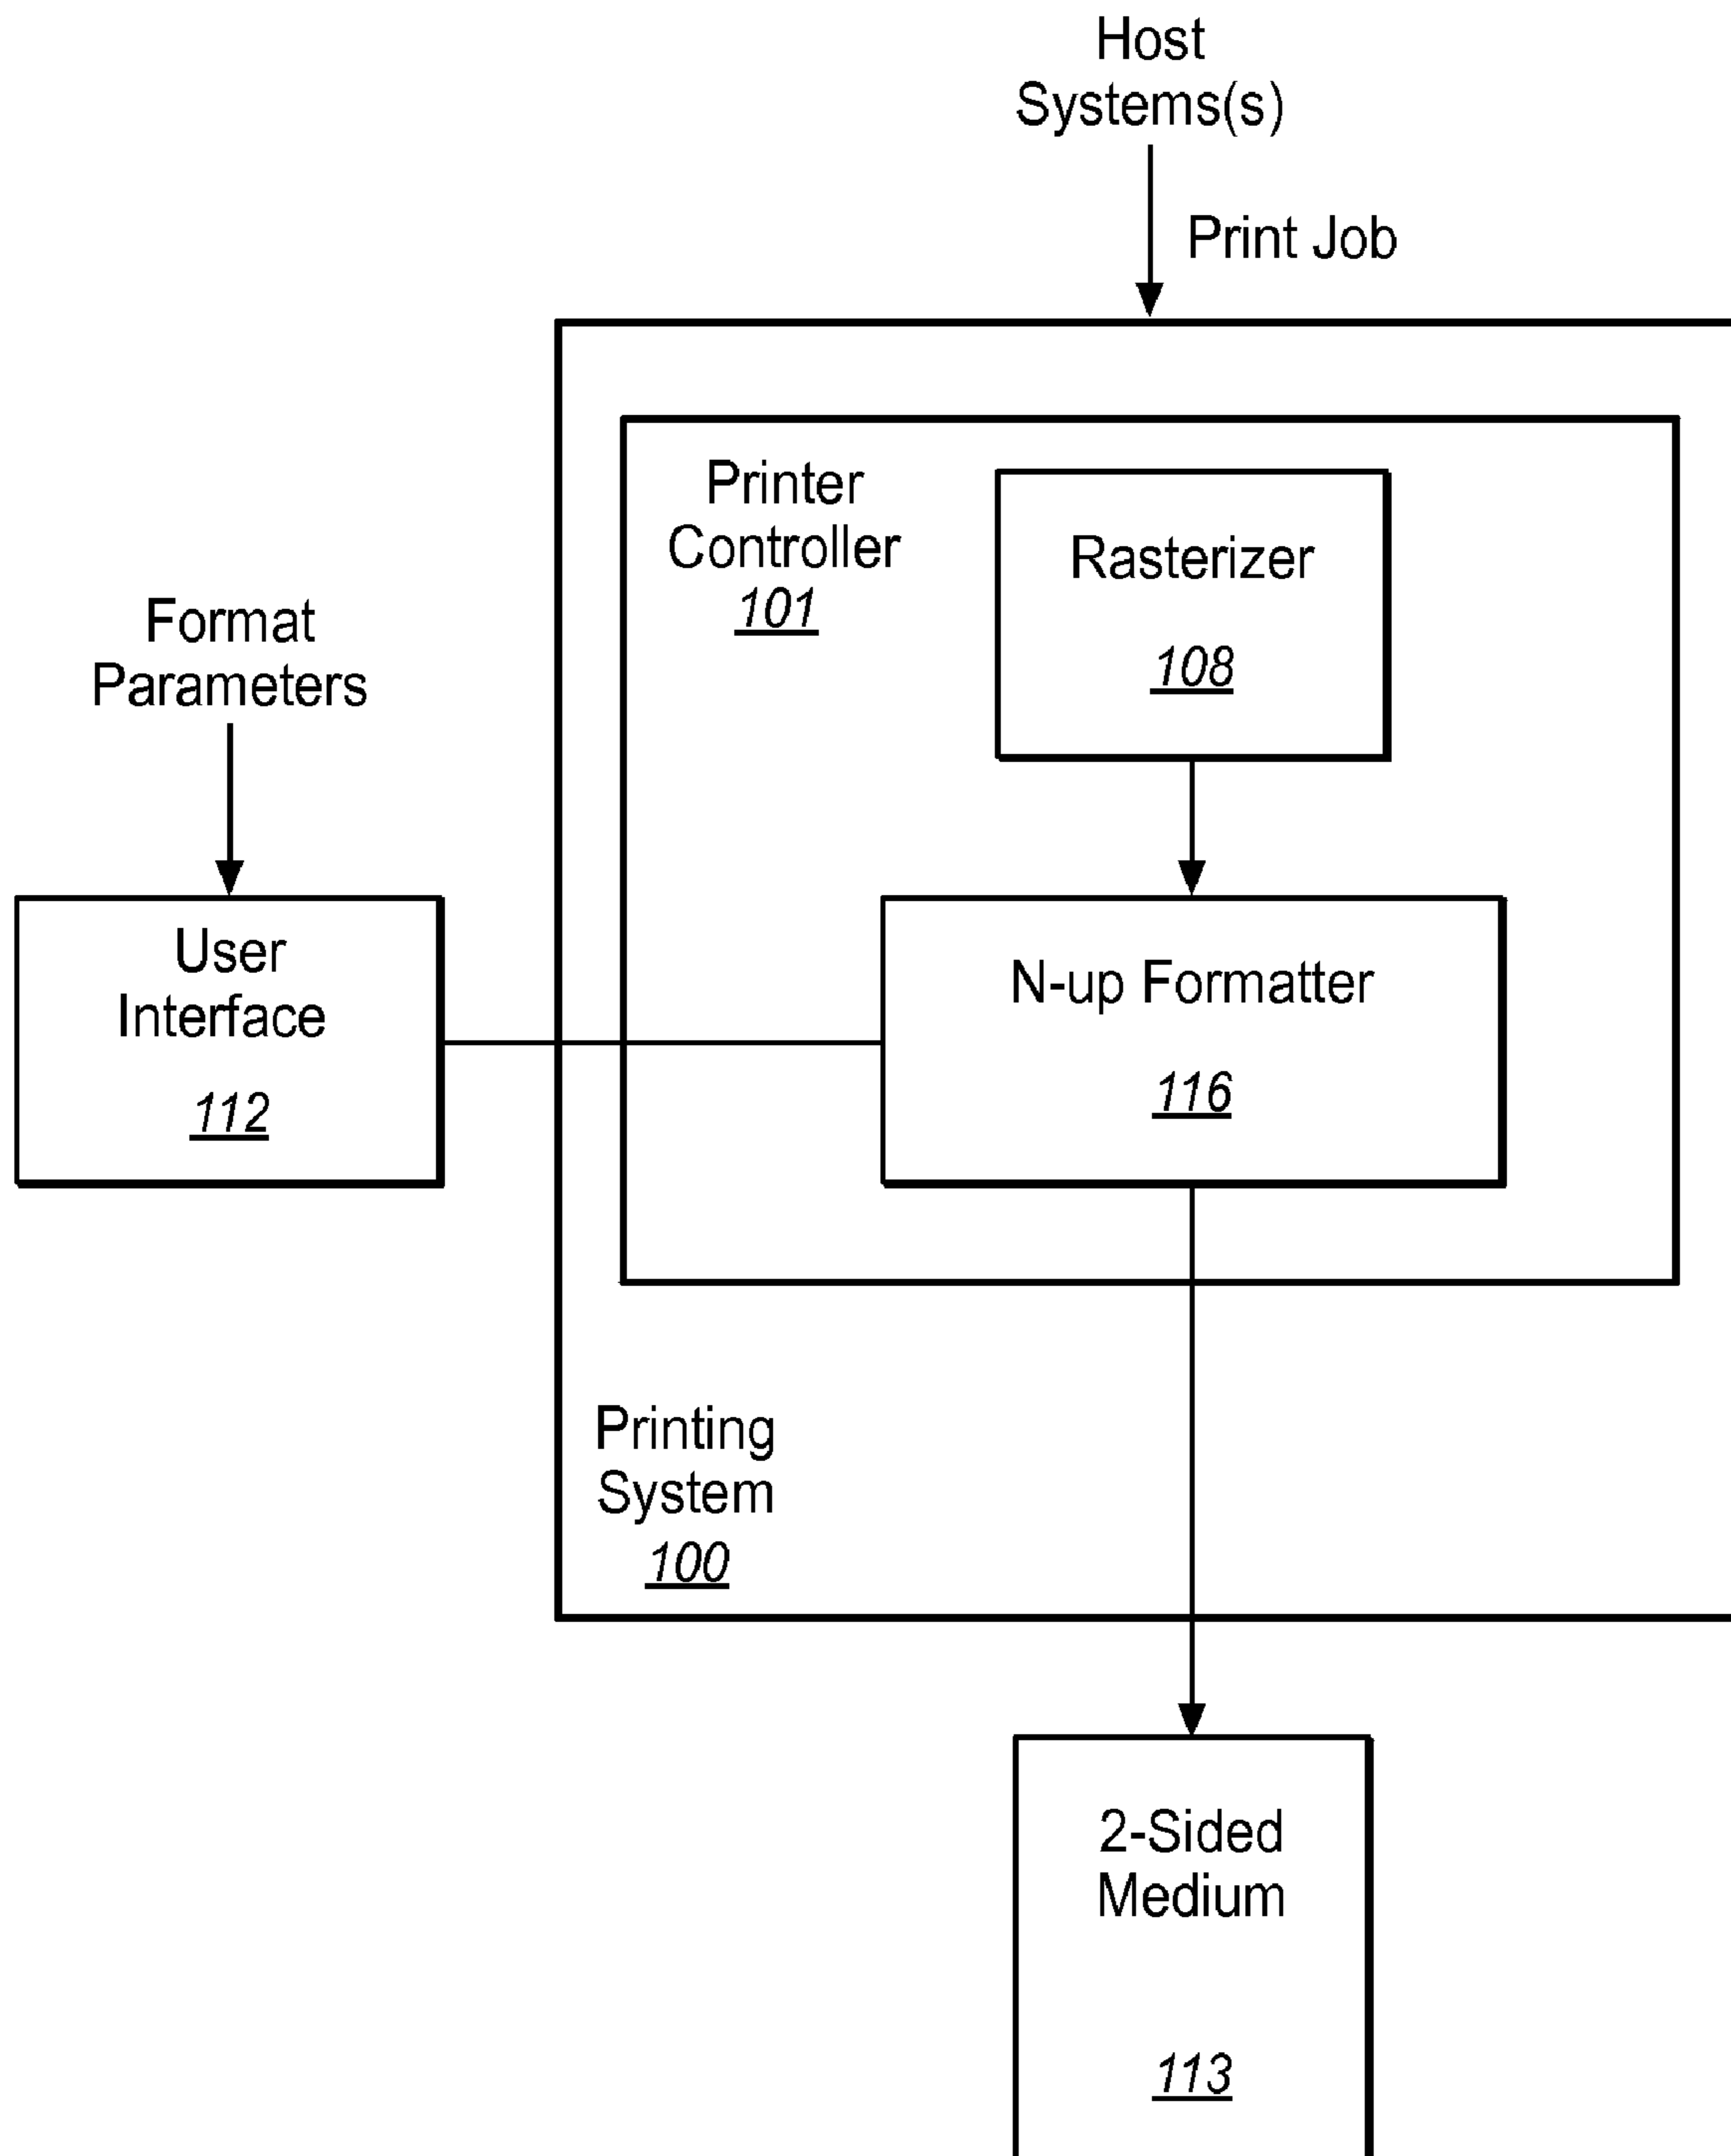 Host
Systems(s)
Print Job
Printer
Controller
101
Rasterizer
108
Format
Parameters
User
Interface
112
N-up Formatter
116
Printing
System
100
2-Sided
Medium
113